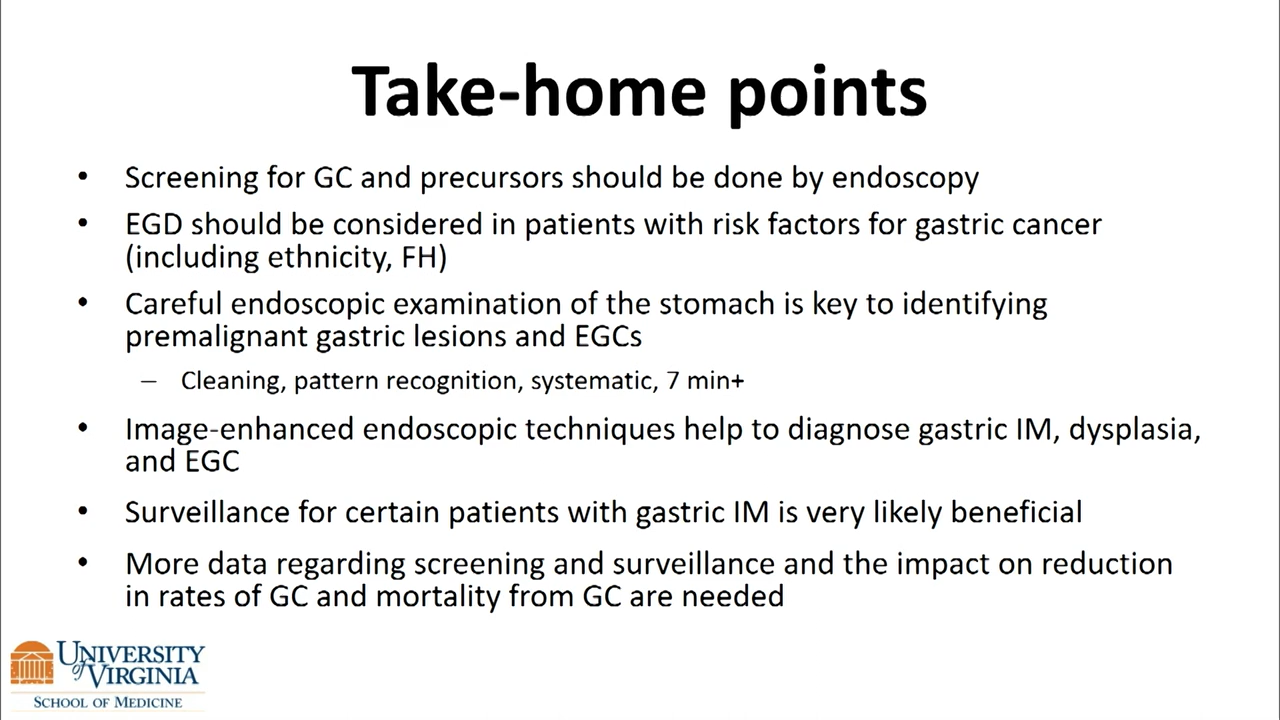 Take-home points
• Screening for GC and precursors should be done by endoscopy
• EGD should be considered in patients with risk factors for gastric cancer
(including ethnicity, FH)
• Careful endoscopic examination of the stomach is key to identifying
premalignant gastric lesions and EGCs
– Cleaning, pattern recognition, systematic, 7 min+
• Image-enhanced endoscopic techniques help to diagnose gastric IM, dysplasia,
and EGC
• Surveillance for certain patients with gastric IM is very likely beneficial
• More data regarding screening and surveillance and the impact on reduction
in rates of GC and mortality from GC are needed
UNIVERSITY
of VIRGINIA
SCHOOL OF MEDICINE